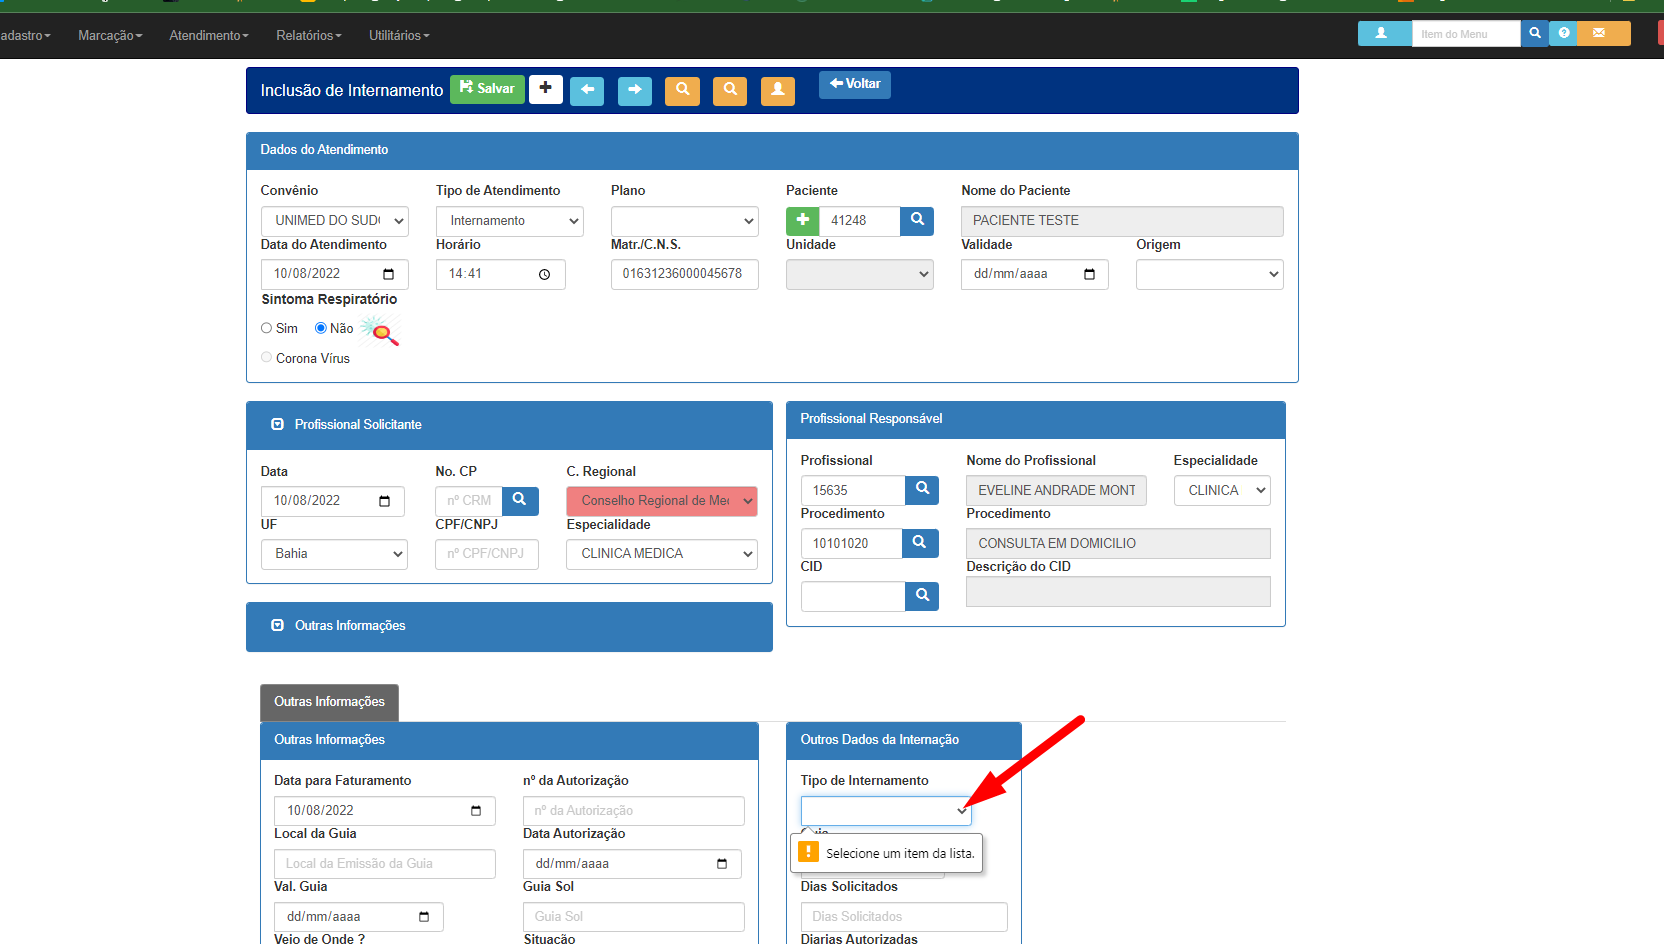 adastro Marcação Atendimento Relatórios Utilitários Item do Menu
Inclusão de Internamento Salvar Voltar
Dados do Atendimento
Convênio Tipo de Atendimento Plano Paciente Nome do Paciente
UNIMED DO SUD Internamento 41248 PACIENTE TESTE
Data do Atendimento Horário Matr./C.N.S. Unidade Validade Origem
10/08/2022 14:41 01631236000045678 dd/mm/aaaa
Sintoma Respiratório
Sim Não
Corona Vírus
Profissional Solicitante
Data No. CP C. Regional
10/08/2022 nº CRM Conselho Regional de Med
UF CPF/CNPJ Especialidade
Bahia nº CPF/CNPJ CLINICA MEDICA
Outras Informações
Profissional Responsável
Profissional Nome do Profissional Especialidade
15635 EVELINE ANDRADE MONT CLINICA
Procedimento Procedimento
10101020 CONSULTA EM DOMICILIO
CID Descrição do CID
Outras Informações
Outras Informações
Data para Faturamento nº da Autorização
10/08/2022 nº da Autorização
Local da Guia Data Autorização
Local da Emissão da Guia dd/mm/aaaa
Val. Guia Guia Sol
dd/mm/aaaa Guia Sol
Veio de Onde ? Situação
Outros Dados da Internação
Tipo de Internamento
Guia
Selecione um item da lista.
Dias Solicitados
Dias Solicitados
Diarias Autorizadas